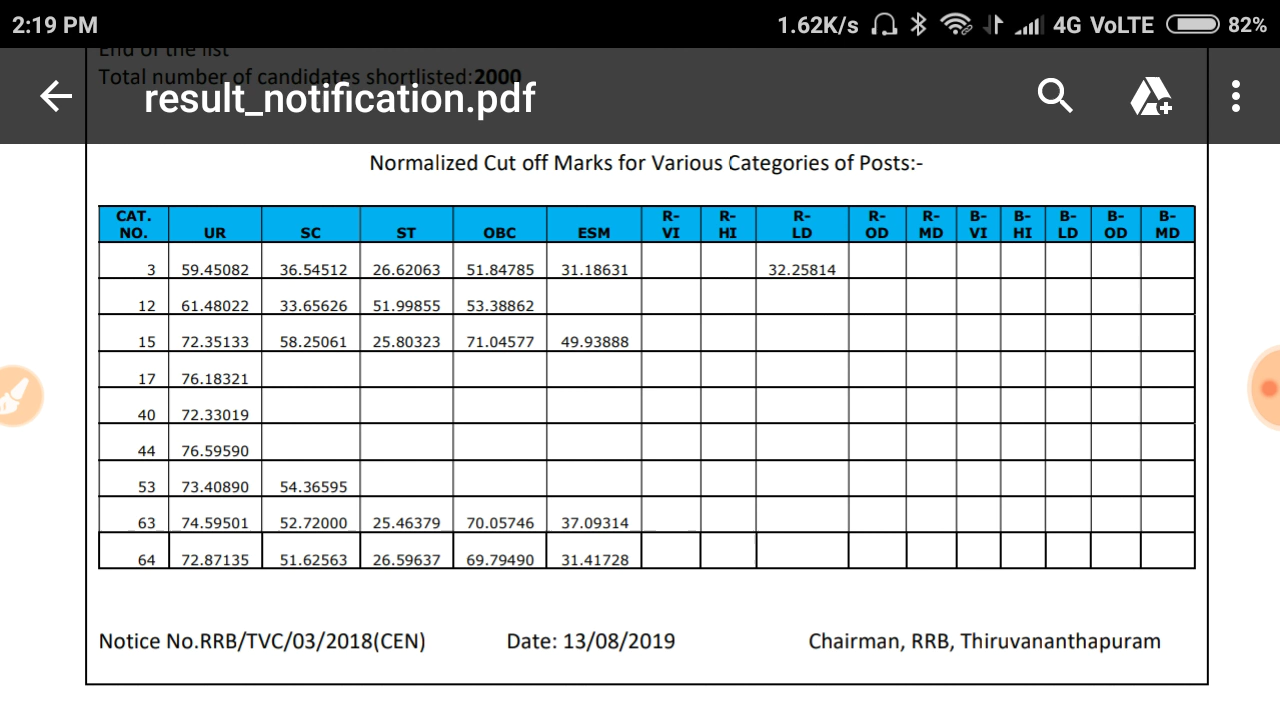 2:19 PM 1.62K/s 4G VoLTE 82%
End of the list
Total number of candidates shortlisted:2000
result_notification.pdf
Normalized Cut off Marks for Various Categories of Posts:-
CAT. NO. UR SC ST OBC ESM R-VI R-HI R-LD R-OD R-MD B-VI B-HI B-LD B-OD B-MD
3 59.45082 36.54512 26.62063 51.84785 31.18631 32.25814
12 61.48022 33.65626 51.99855 53.38862
15 72.35133 58.25061 25.80323 71.04577 49.93888
17 76.18321
40 72.33019
44 76.59590
53 73.40890 54.36595
63 74.59501 52.72000 25.46379 70.05746 37.09314
64 72.87135 51.62563 26.59637 69.79490 31.41728
Notice No.RRB/TVC/03/2018(CEN) Date: 13/08/2019 Chairman, RRB, Thiruvananthapuram